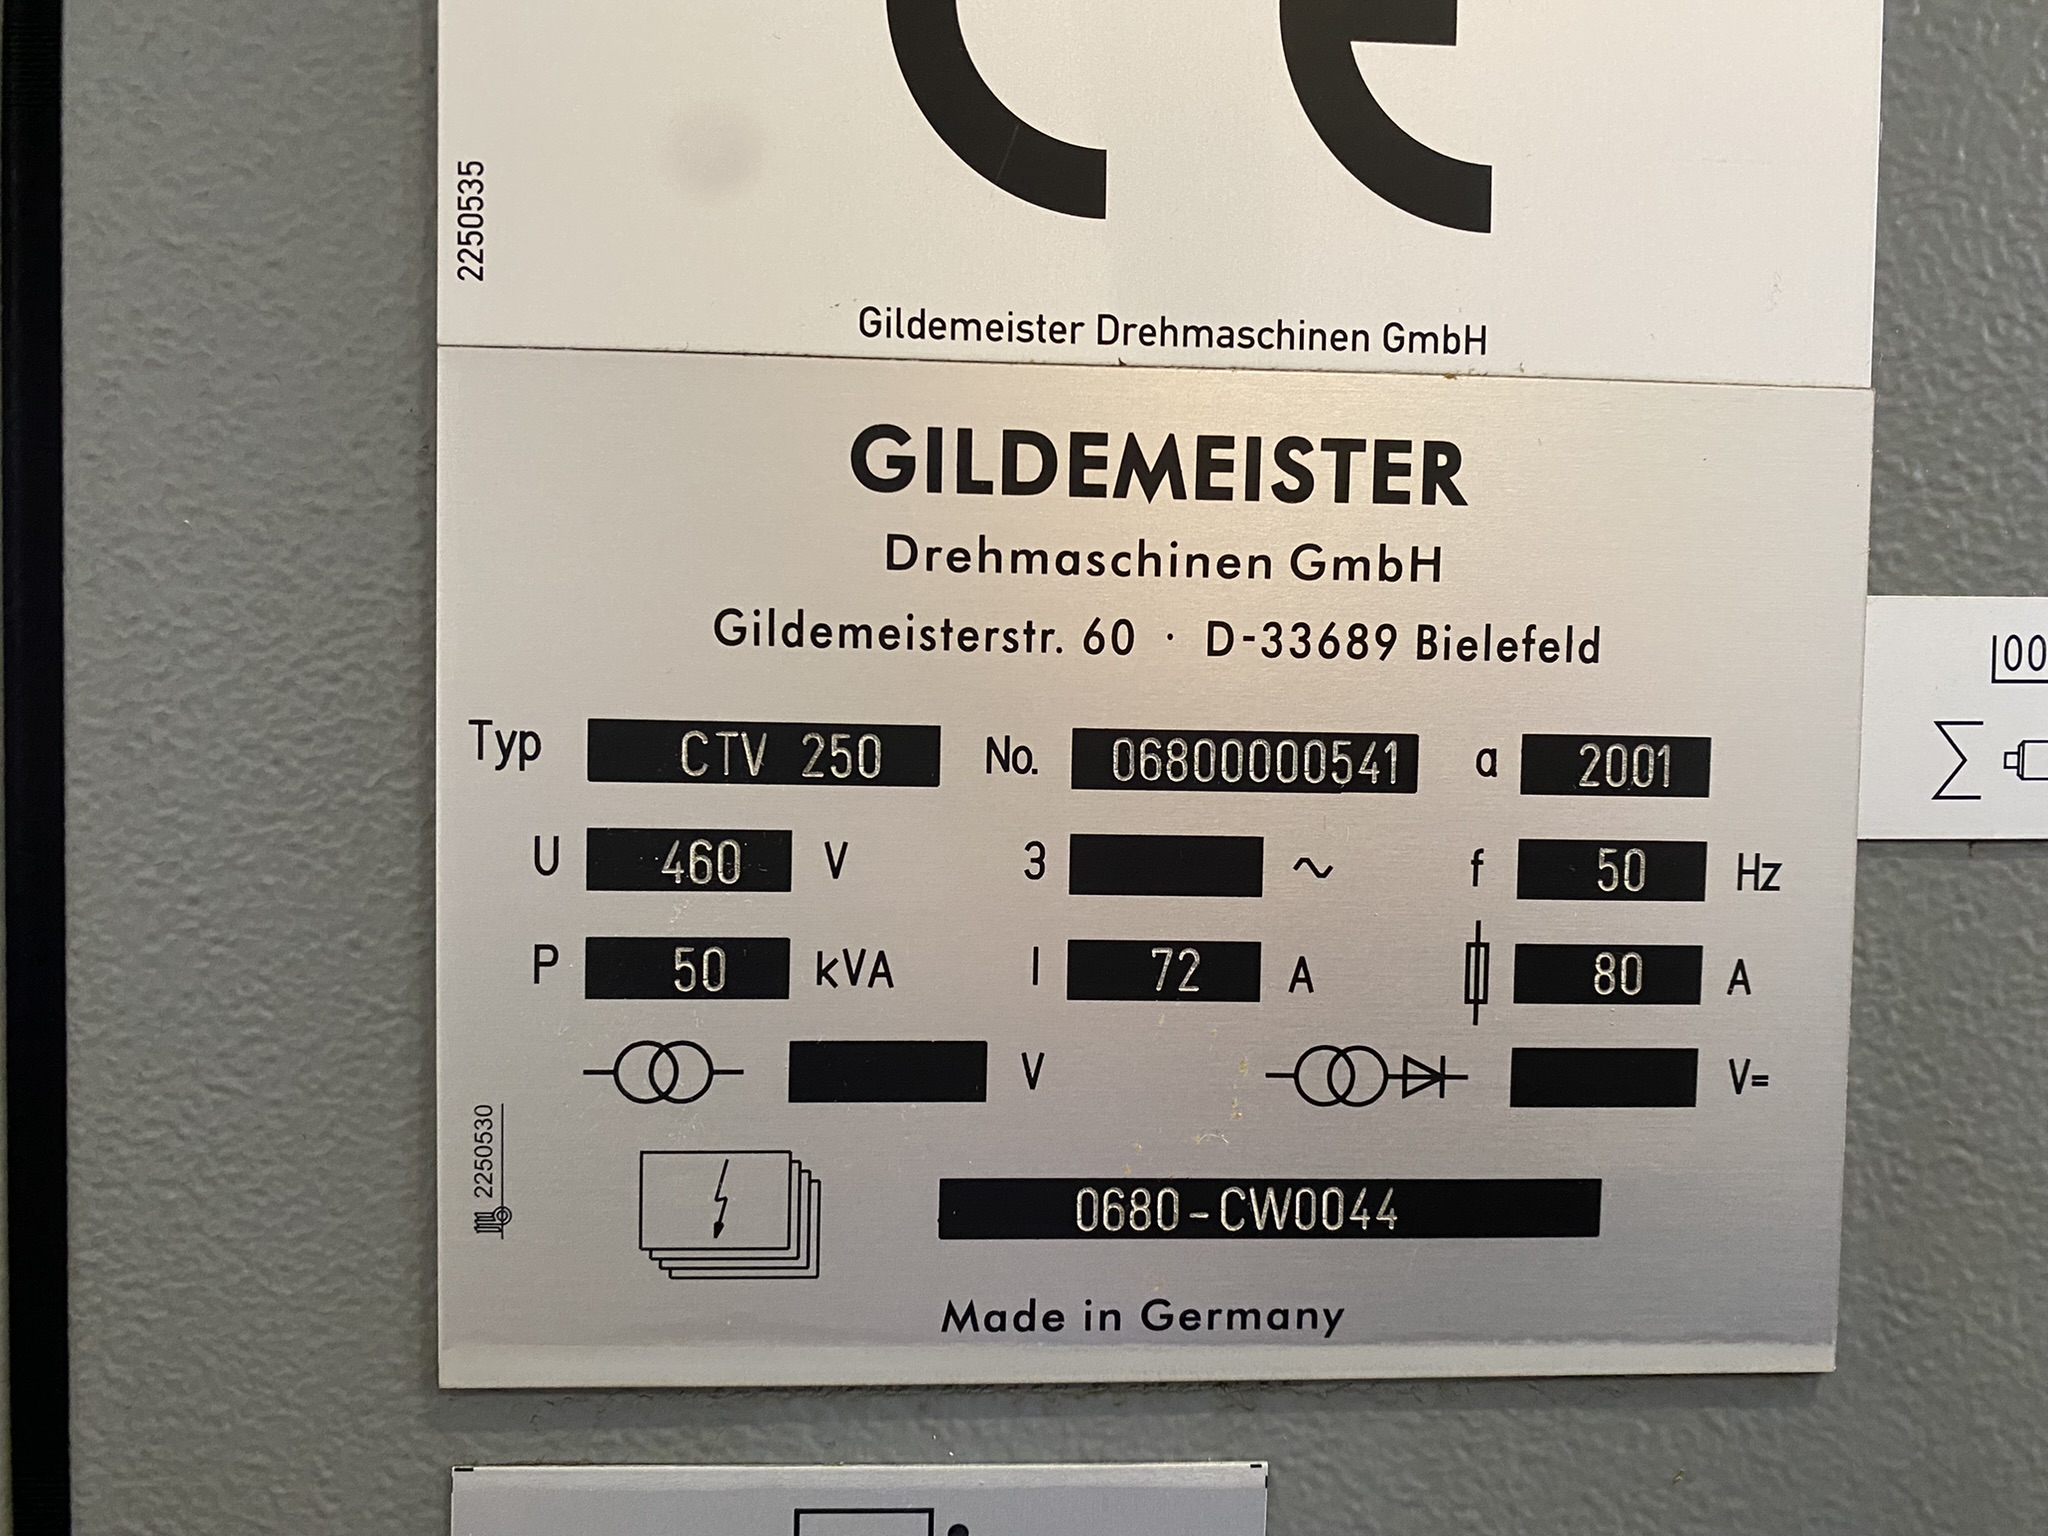 CE
2250535
Gildemeister Drehmaschinen GmbH
GILDEMEISTER
Drehmaschinen GmbH
Gildemeisterstr. 60 · D-33689 Bielefeld
Typ CTV 250 No. 06800000541 a 2001
U 460 V 3 ~ f 50 Hz
P 50 kVA I 72 A 80 A
V V=
2250530
0680-CW0044
Made in Germany
00
Σ